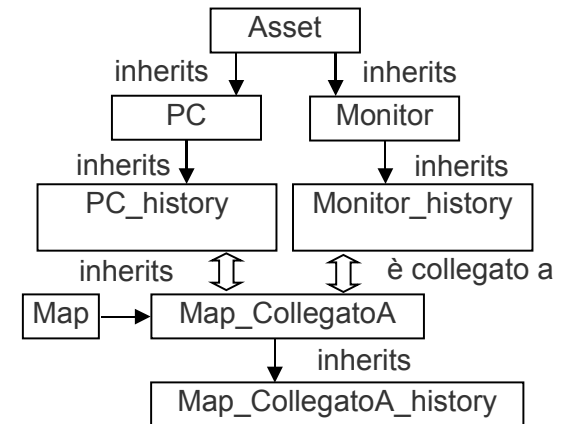 Asset
inherits
inherits
PC
Monitor
inherits
inherits
PC_history
Monitor_history
inherits
è collegato a
Map
Map_CollegatoA
inherits
Map_CollegatoA_history